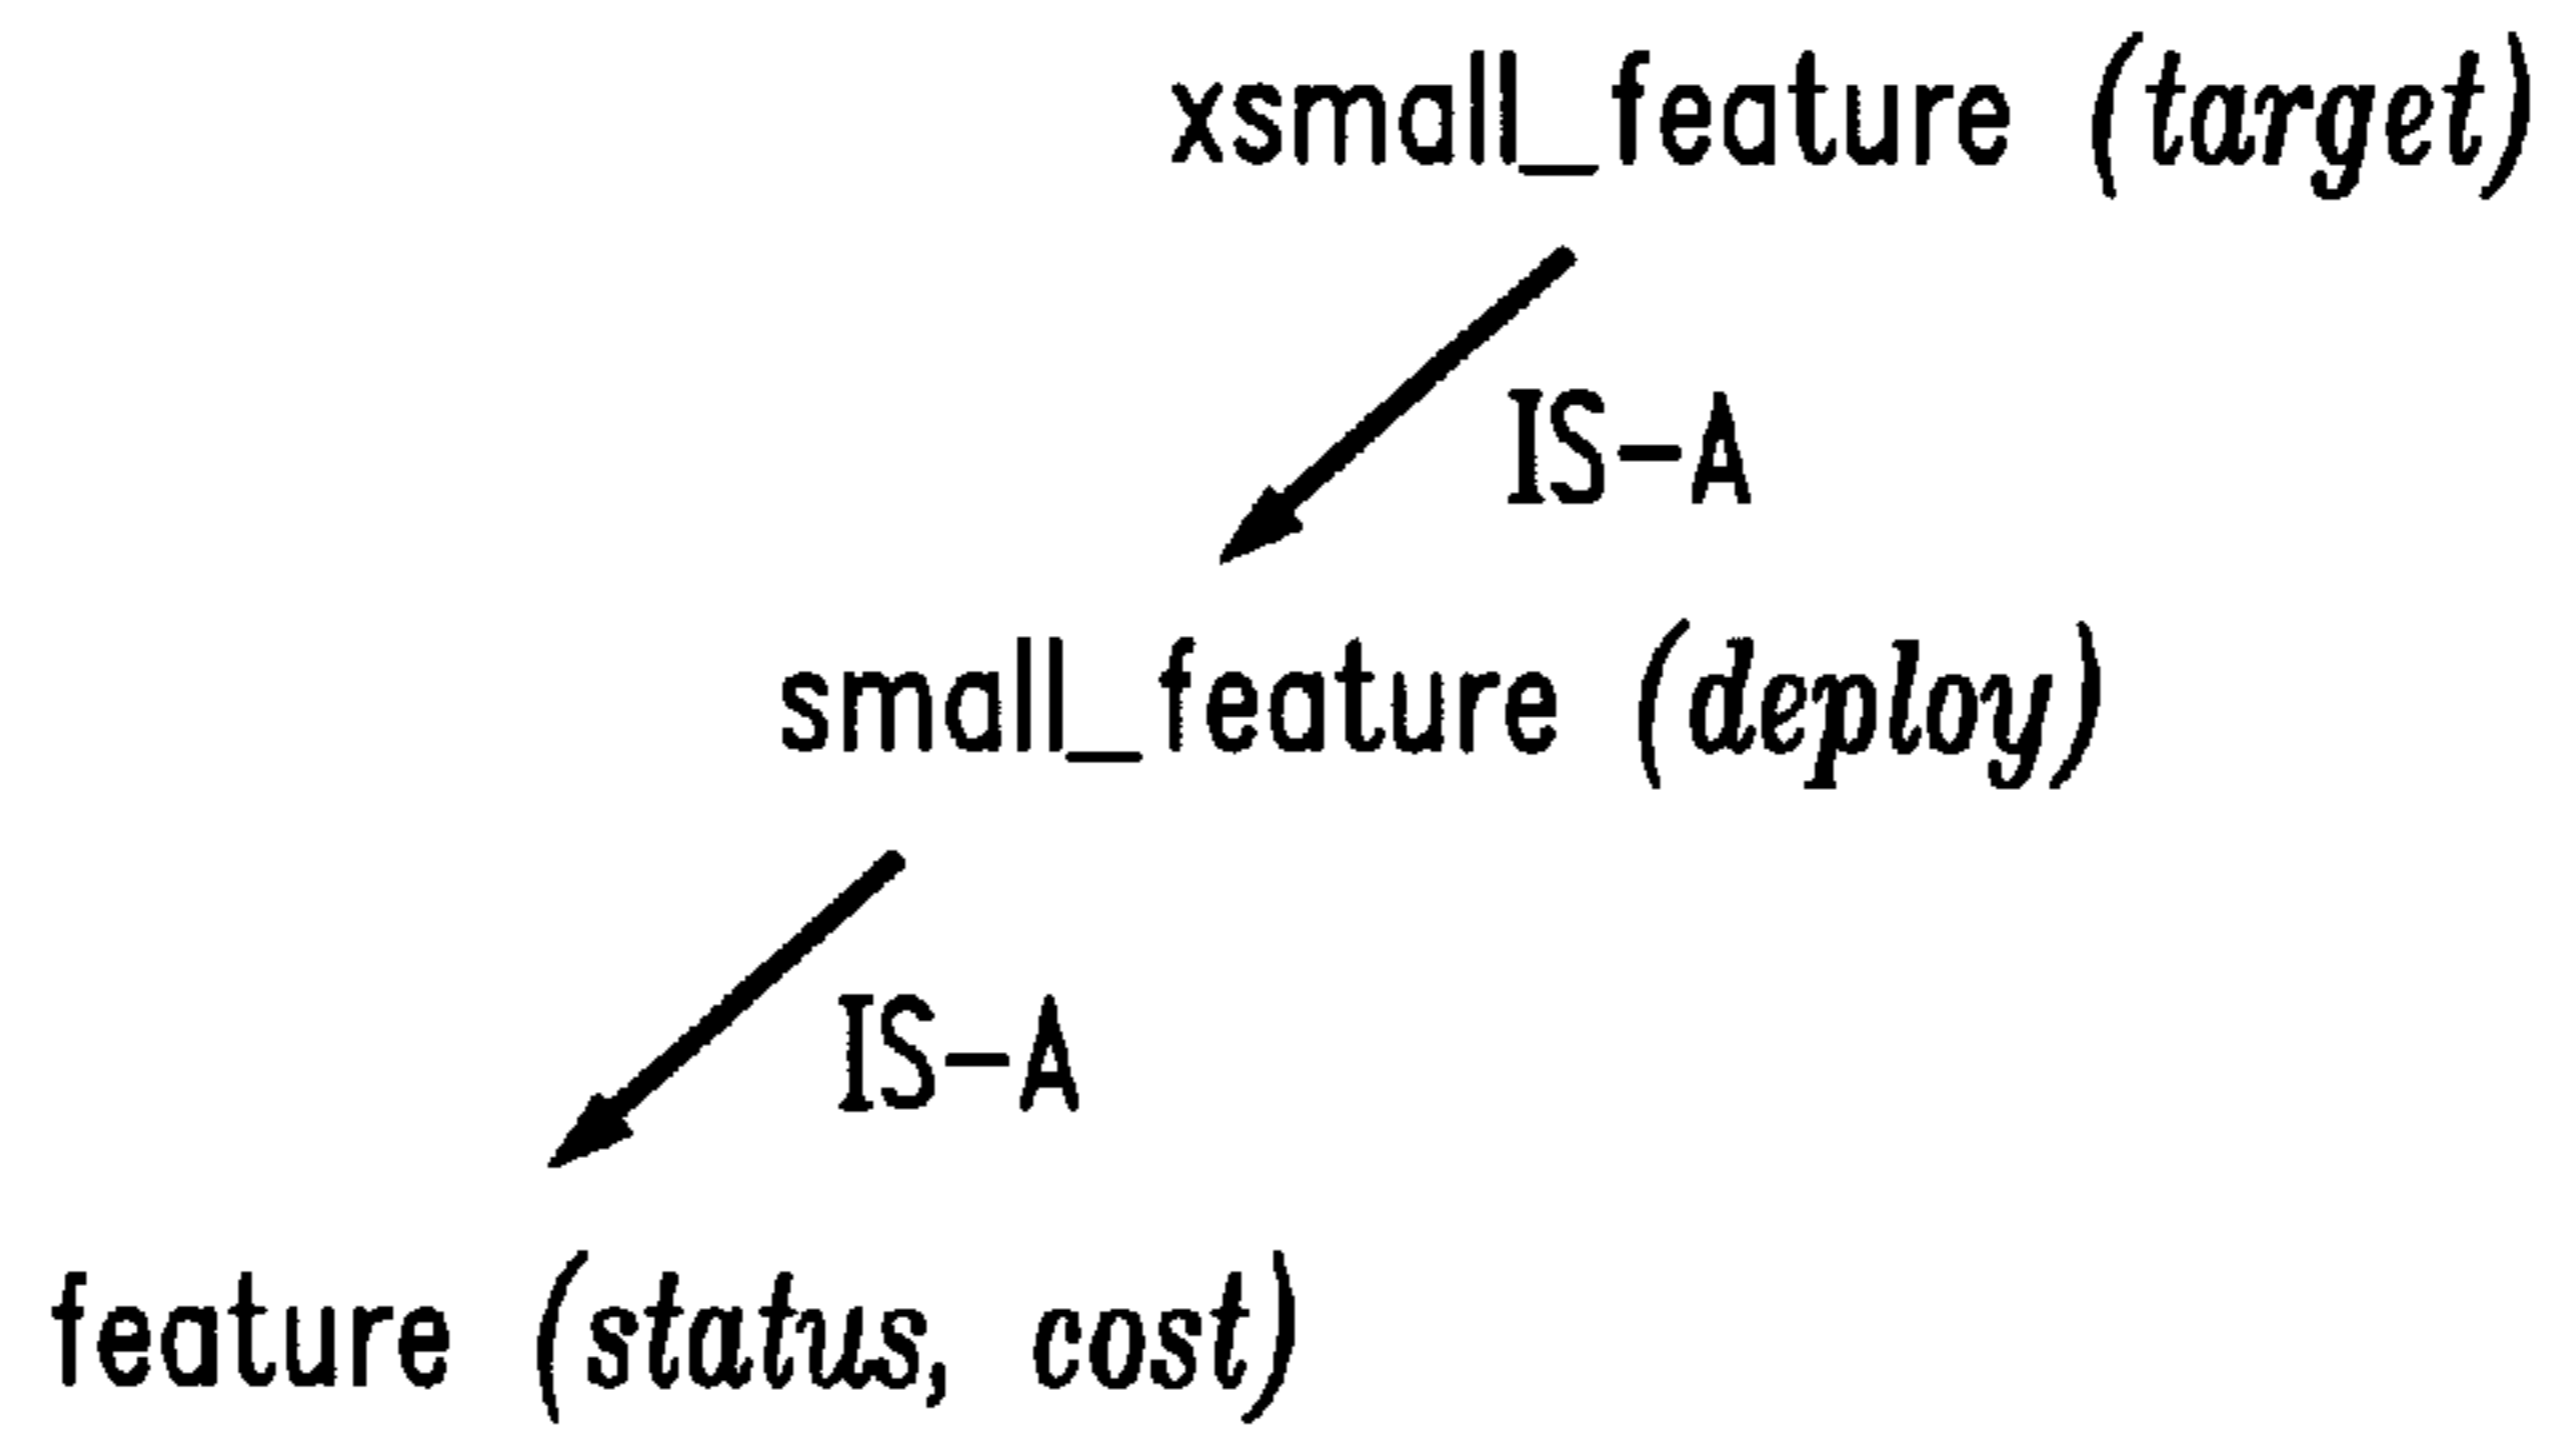 xsmall_feature (target)
IS-A
small_feature (deploy)
IS-A
feature (status, cost)